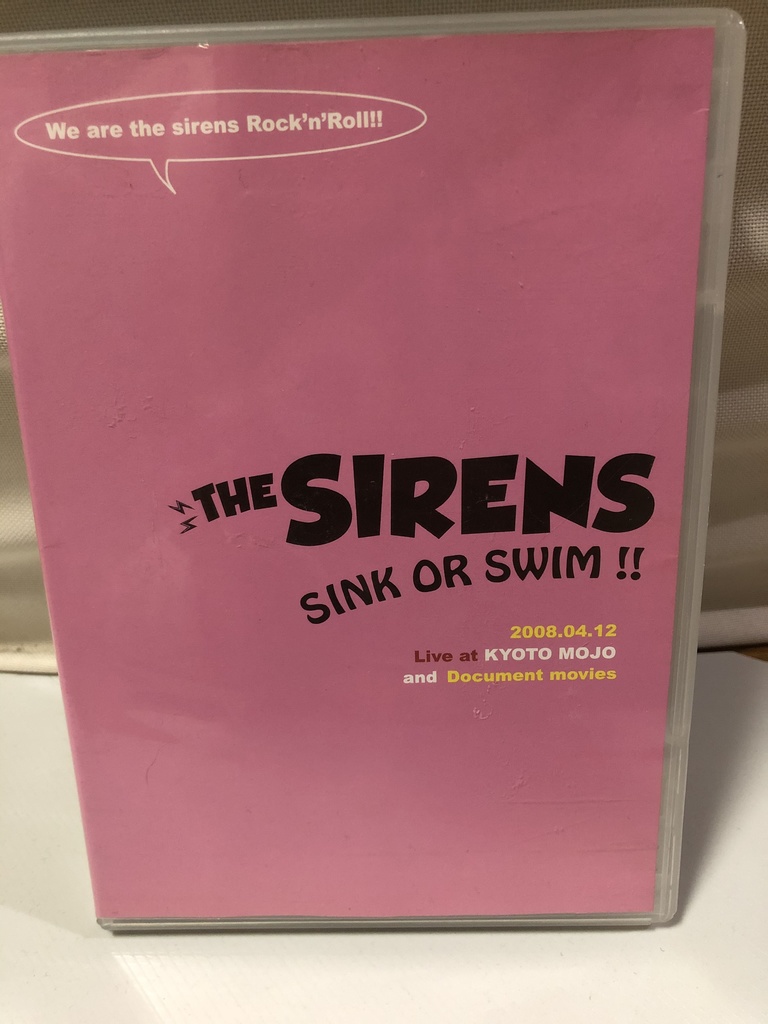 We are the sirens Rock'n'Roll!!
THE SIRENS
SINK OR SWIM !!
2008.04.12
Live at KYOTO MOJO
and Document movies